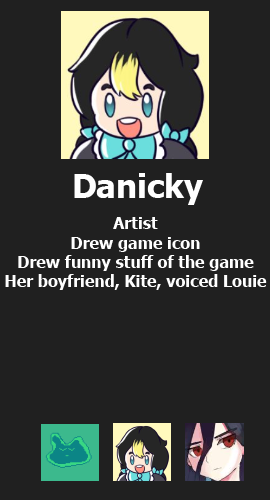 Danicky
Artist
Drew game icon
Drew funny stuff of the game
Her boyfriend, Kite, voiced Louie